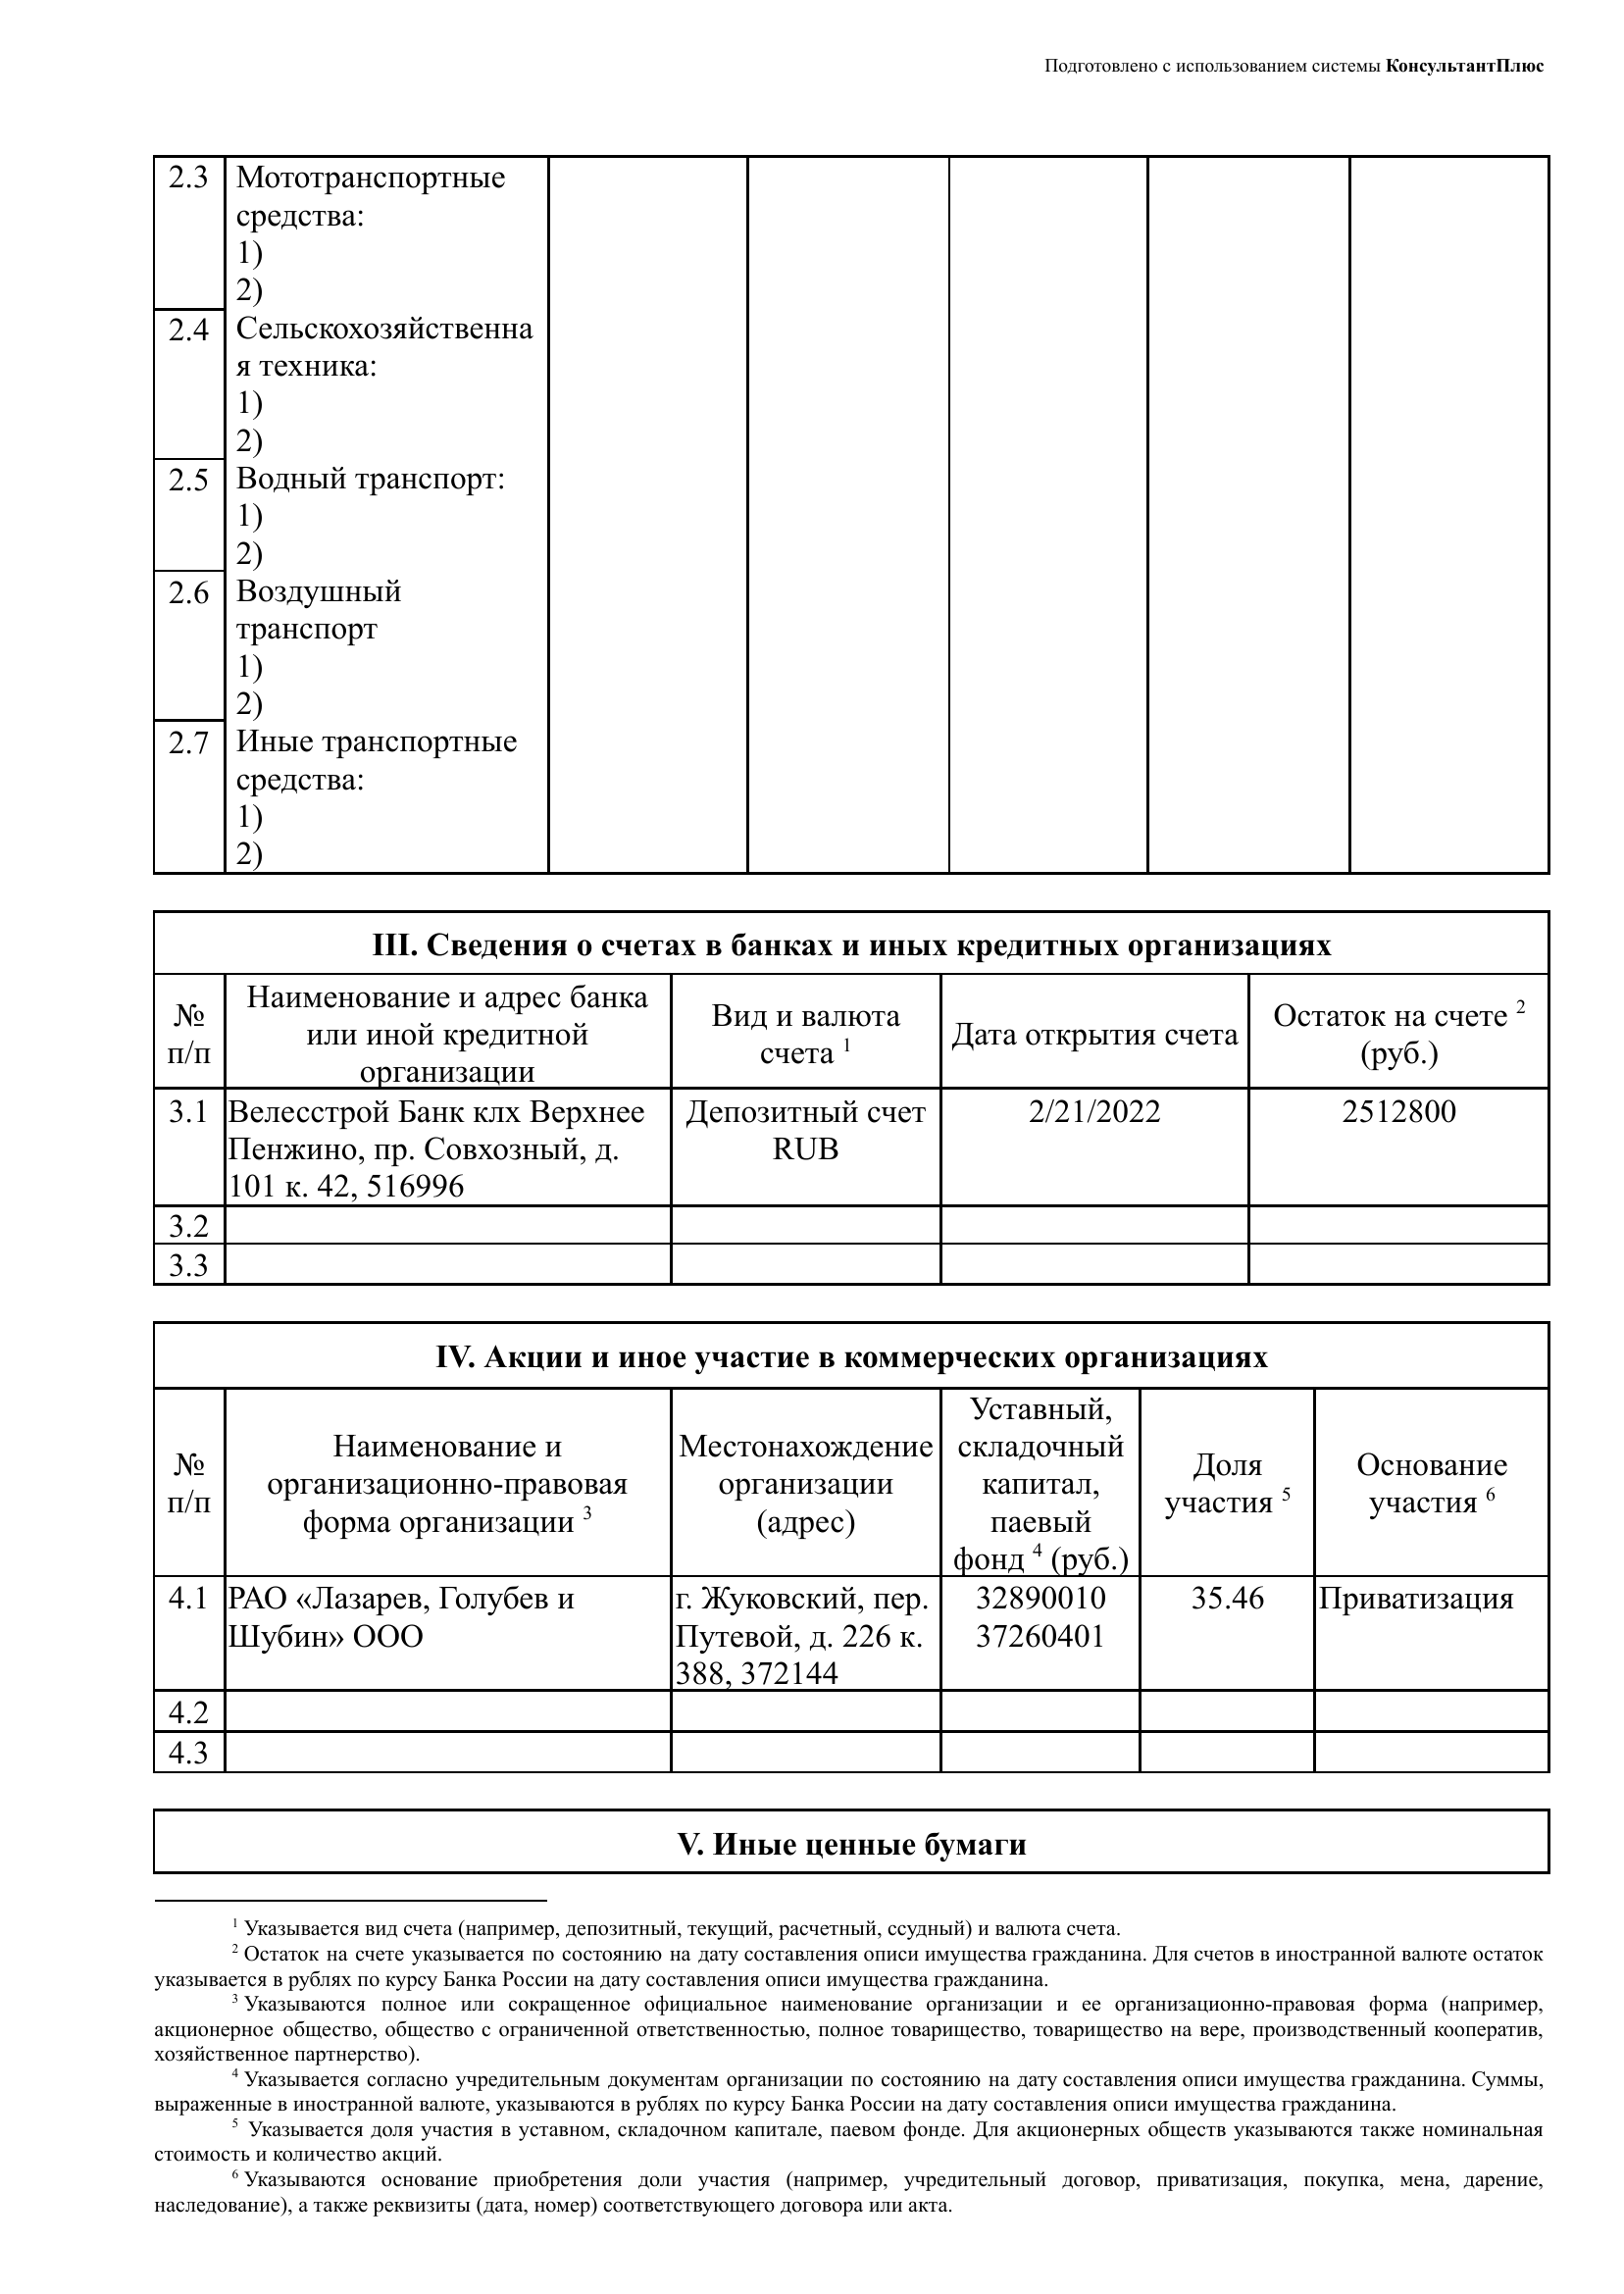 Подготовлено с использованием системы КонсультантПлюс
2.3 Мототранспортные
средства:
1)
2)
2.4 Сельскохозяйственна
я техника:
1)
2)
2.5 Водный транспорт:
1)
2)
2.6 Воздушный
транспорт
1)
2)
2.7 Иные транспортные
средства:
1)
2)
III. Сведения о счетах в банках и иных кредитных организациях
№
п/п
Наименование и адрес банка
или иной кредитной
организации
Вид и валюта
счета 1
Дата открытия счета
Остаток на счете 2
(руб.)
3.1
Велесстрой Банк клх Верхнее
Пенжино, пр. Совхозный, д.
101 к. 42, 516996
Депозитный счет
RUB
2/21/2022
2512800
3.2
3.3
IV. Акции и иное участие в коммерческих организациях
№
п/п
Наименование и
организационно-правовая
форма организации 3
Местонахождение
организации
(адрес)
Уставный,
складочный
капитал,
паевый
фонд 4 (руб.)
Доля
участия 5
Основание
участия 6
4.1
РАО «Лазарев, Голубев и
Шубин» ООО
г. Жуковский, пер.
Путевой, д. 226 к.
388, 372144
32890010
37260401
35.46
Приватизация
4.2
4.3
V. Иные ценные бумаги
1 Указывается вид счета (например, депозитный, текущий, расчетный, ссудный) и валюта счета.
2 Остаток на счете указывается по состоянию на дату составления описи имущества гражданина. Для счетов в иностранной валюте остаток
указывается в рублях по курсу Банка России на дату составления описи имущества гражданина.
3 Указываются полное или сокращенное официальное наименование организации и ее организационно-правовая форма (например,
акционерное общество, общество с ограниченной ответственностью, полное товарищество, товарищество на вере, производственный кооператив,
хозяйственное партнерство).
4 Указывается согласно учредительным документам организации по состоянию на дату составления описи имущества гражданина. Суммы,
выраженные в иностранной валюте, указываются в рублях по курсу Банка России на дату составления описи имущества гражданина.
5 Указывается доля участия в уставном, складочном капитале, паевом фонде. Для акционерных обществ указываются также номинальная
стоимость и количество акций.
6 Указываются основание приобретения доли участия (например, учредительный договор, приватизация, покупка, мена, дарение,
наследование), а также реквизиты (дата, номер) соответствующего договора или акта.